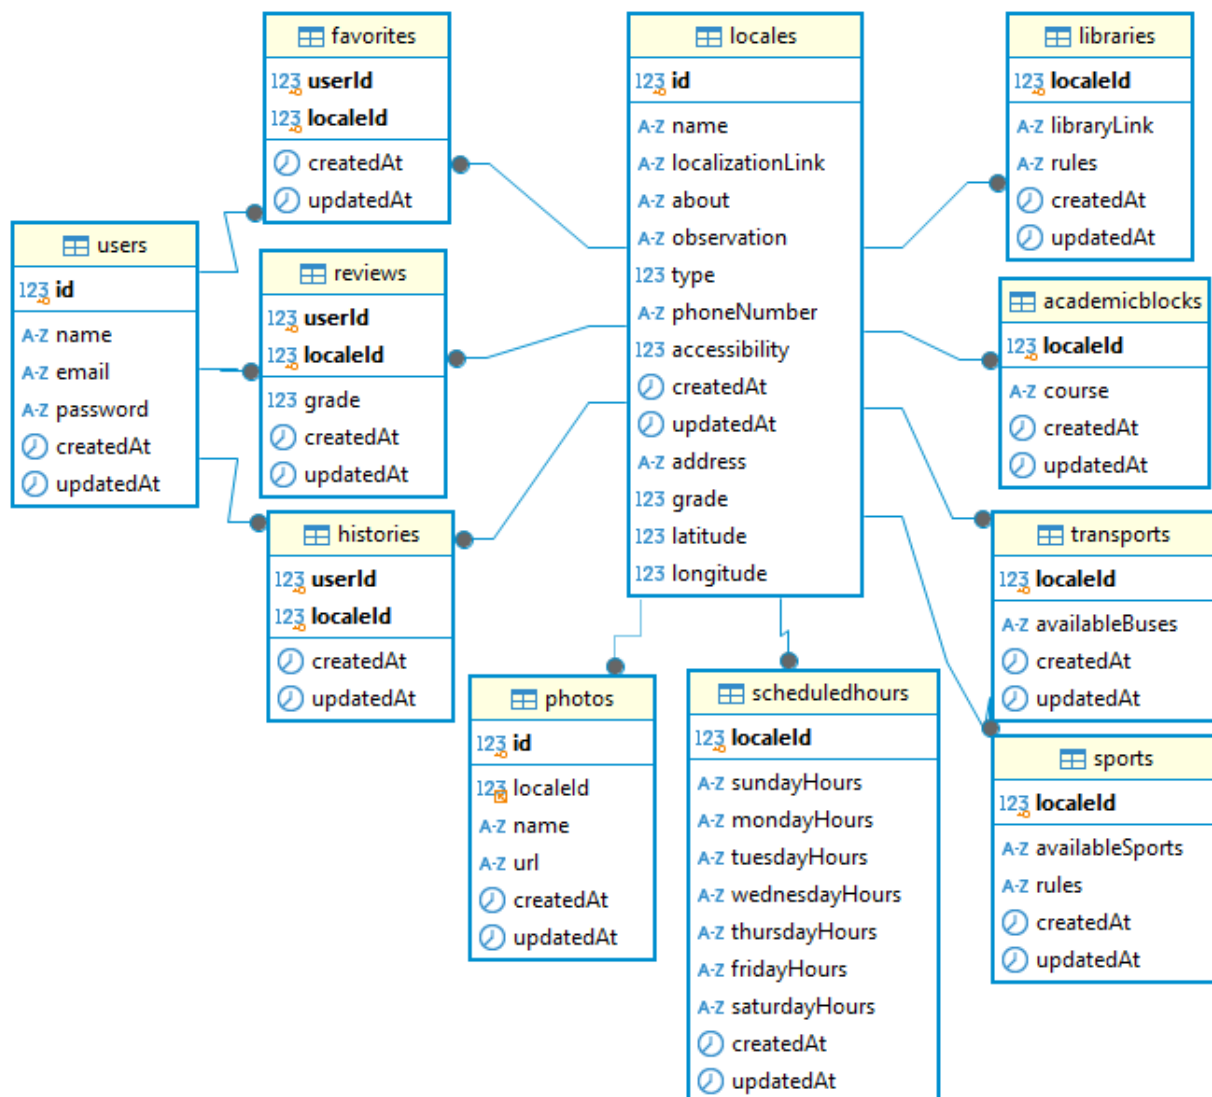 favorites
123 userId
123 localeId
createdAt
updatedAt
locales
123 id
A-Z name
A-Z localizationLink
A-Z about
A-Z observation
123 type
A-Z phoneNumber
123 accessibility
createdAt
updatedAt
A-Z address
123 grade
123 latitude
123 longitude
libraries
123 localeId
A-Z libraryLink
A-Z rules
createdAt
updatedAt
users
123 id
A-Z name
A-Z email
A-Z password
createdAt
updatedAt
reviews
123 userId
123 localeId
123 grade
createdAt
updatedAt
academicblocks
123 localeId
A-Z course
createdAt
updatedAt
histories
123 userId
123 localeId
createdAt
updatedAt
transports
123 localeId
A-Z availableBuses
createdAt
updatedAt
photos
123 id
123 localeId
A-Z name
A-Z url
createdAt
updatedAt
scheduledhours
123 localeId
A-Z sundayHours
A-Z mondayHours
A-Z tuesdayHours
A-Z wednesdayHours
A-Z thursdayHours
A-Z fridayHours
A-Z saturdayHours
createdAt
updatedAt
sports
123 localeId
A-Z availableSports
A-Z rules
createdAt
updatedAt